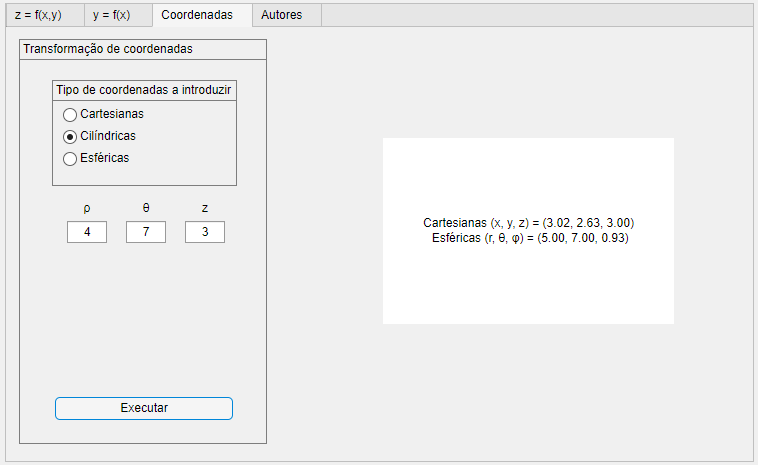 z = f(x,y) y = f(x) Coordenadas Autores
Transformação de coordenadas
Tipo de coordenadas a introduzir
Cartesianas
Cilíndricas
Esféricas
ρ θ z
4 7 3
Executar
Cartesianas (x, y, z) = (3.02, 2.63, 3.00)
Esféricas (r, θ, φ) = (5.00, 7.00, 0.93)